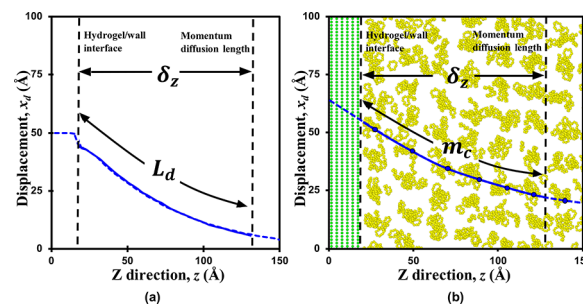 100
75
50
25
0
Displacement, x_d (Å)
Hydrogel/wall
interface
Momentum
diffusion length
δ_z
L_d
0 50 100 150
Z direction, z (Å)
(a)
100
75
50
25
0
Displacement, x_d (Å)
Hydrogel/wall
interface
Momentum
diffusion length
δ_z
m_c
0 50 100 150
Z direction, z (Å)
(b)